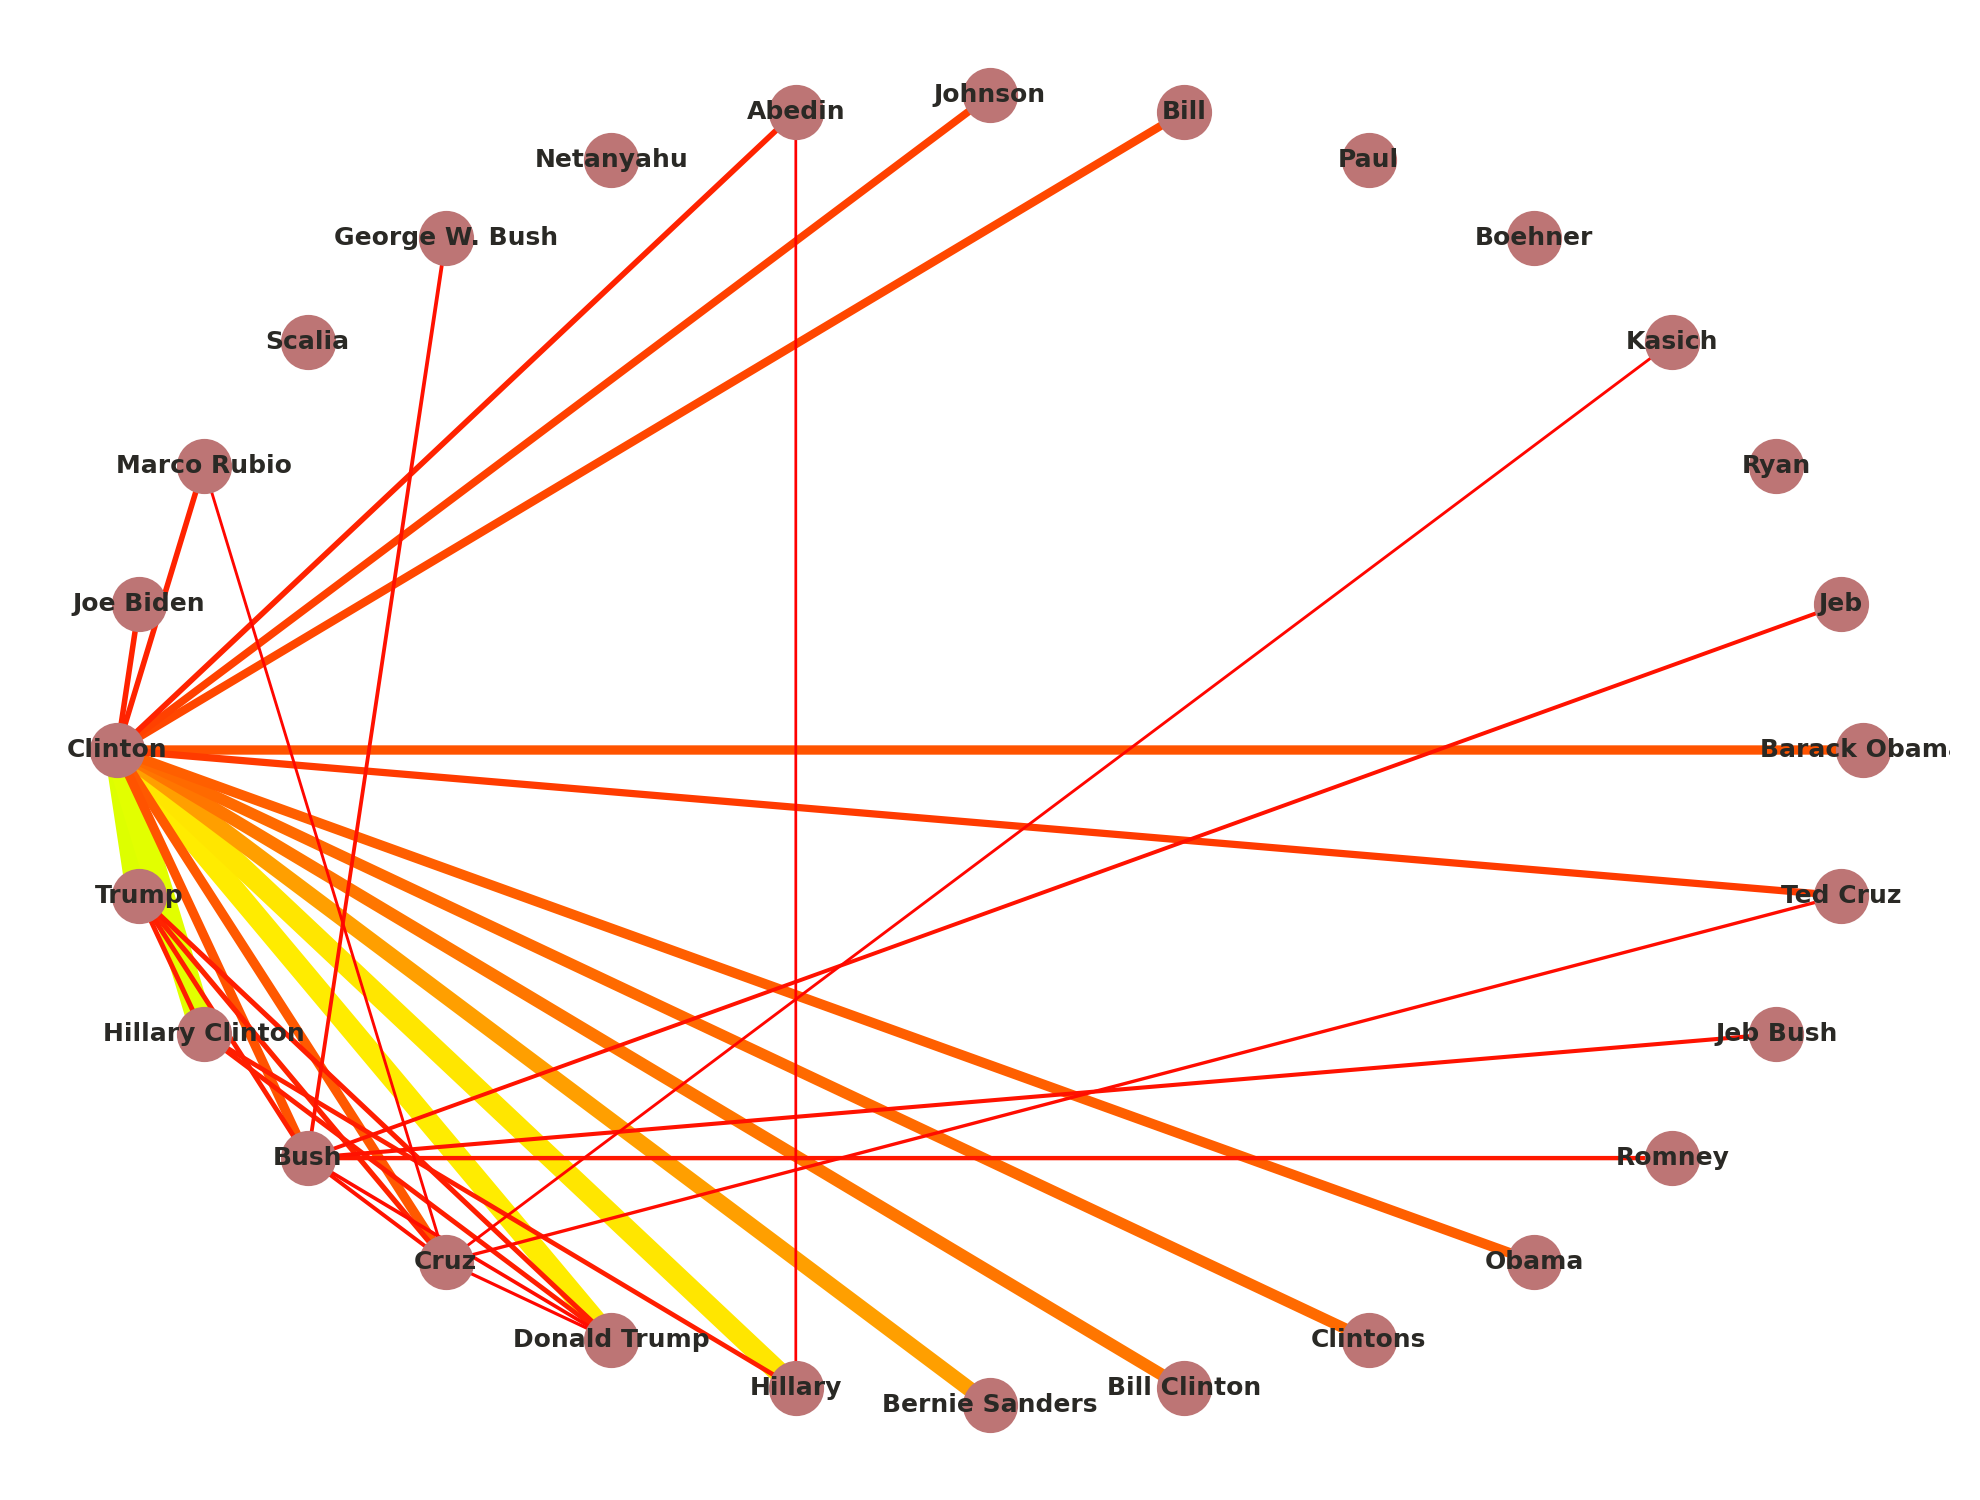 Johnson
Abedin
Bill
Netanyahu
Paul
George W. Bush
Boehner
Scalia
Kasich
Marco Rubio
Ryan
Joe Biden
Jeb
Clinton
Barack Obama
Trump
Ted Cruz
Hillary Clinton
Jeb Bush
Bush
Romney
Cruz
Obama
Donald Trump
Clintons
Hillary
Bill Clinton
Bernie Sanders